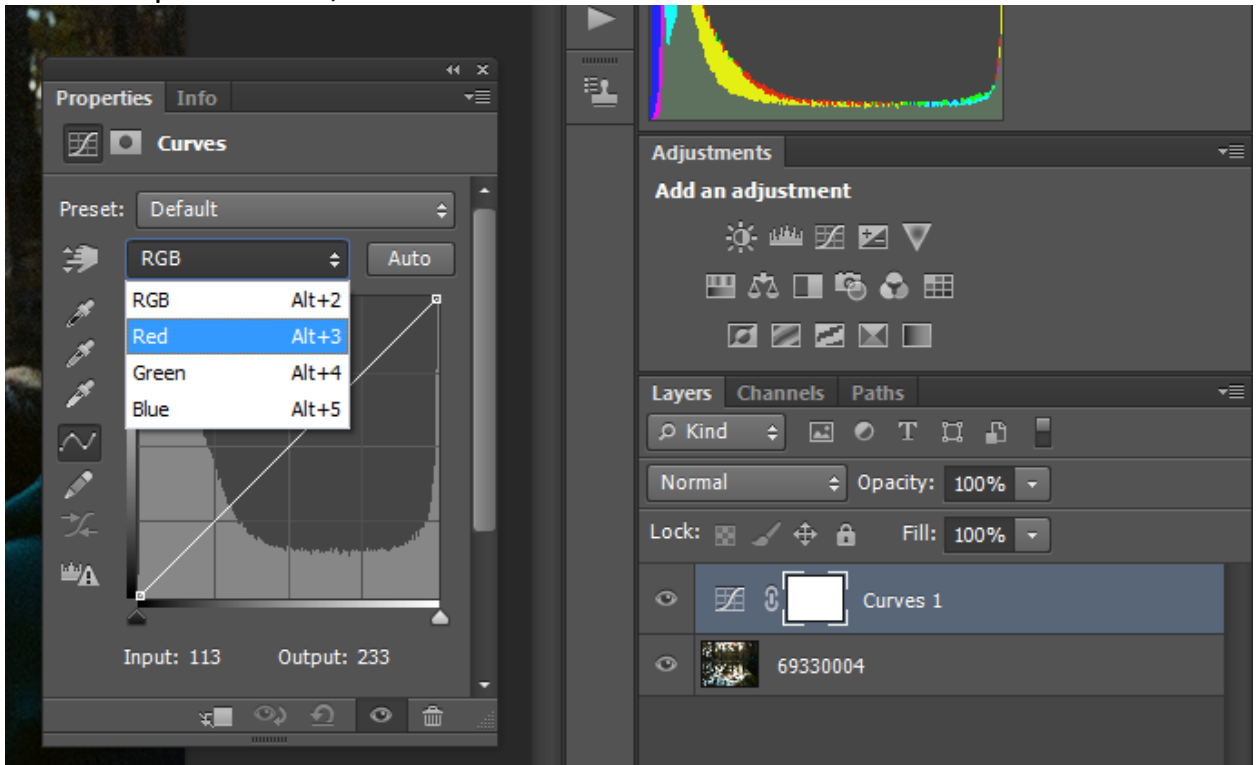 Properties Info
Curves
Preset: Default
RGB Auto
RGB Alt+2
Red Alt+3
Green Alt+4
Blue Alt+5
Input: 113 Output: 233
Adjustments
Add an adjustment
Layers Channels Paths
Kind
Normal Opacity: 100%
Lock: Fill: 100%
Curves 1
69330004